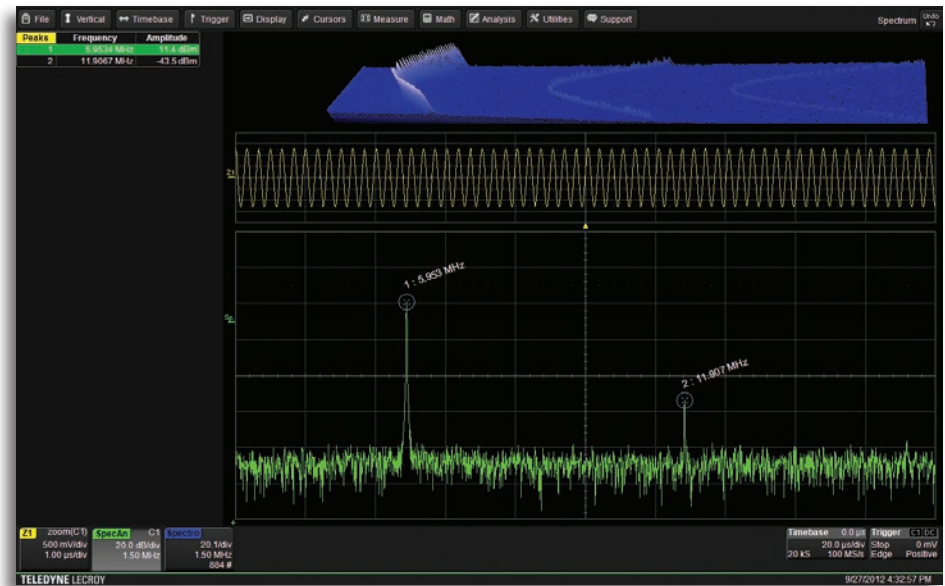 File Vertical Timebase Trigger Display Cursors Measure Math Analysis Utilities Support Spectrum Undo
Peaks Frequency Amplitude
1 5.9534 MHz 11.4 dBm
2 11.9067 MHz -43.5 dBm
Z1
1 : 5.953 MHz
Sp
2 : 11.907 MHz
Z1 zoom(C1) SpecAn C1 Spectro Timebase 0.0 µs Trigger C1 DC
500 mV/div 20.0 dB/div 20.1/div 20.0 µs/div Stop 0 mV
1.00 µs/div 1.50 MHz 1.50 MHz 20 kS 100 MS/s Edge Positive
884 #
TELEDYNE LECROY 9/27/2012 4:32:57 PM